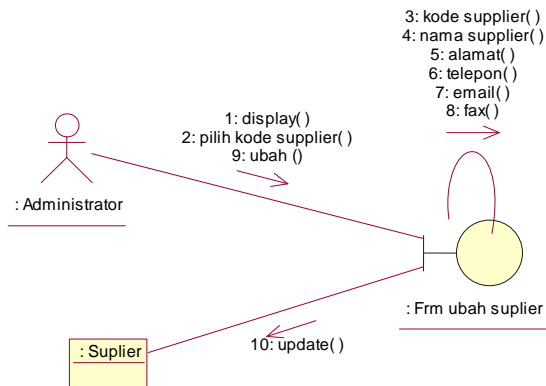 3: kode supplier( )
4: nama supplier( )
5: alamat( )
6: telepon( )
7: email( )
8: fax( )
1: display( )
2: pilih kode supplier( )
9: ubah ()
: Administrator
: Frm ubah suplier
: Suplier
10: update( )